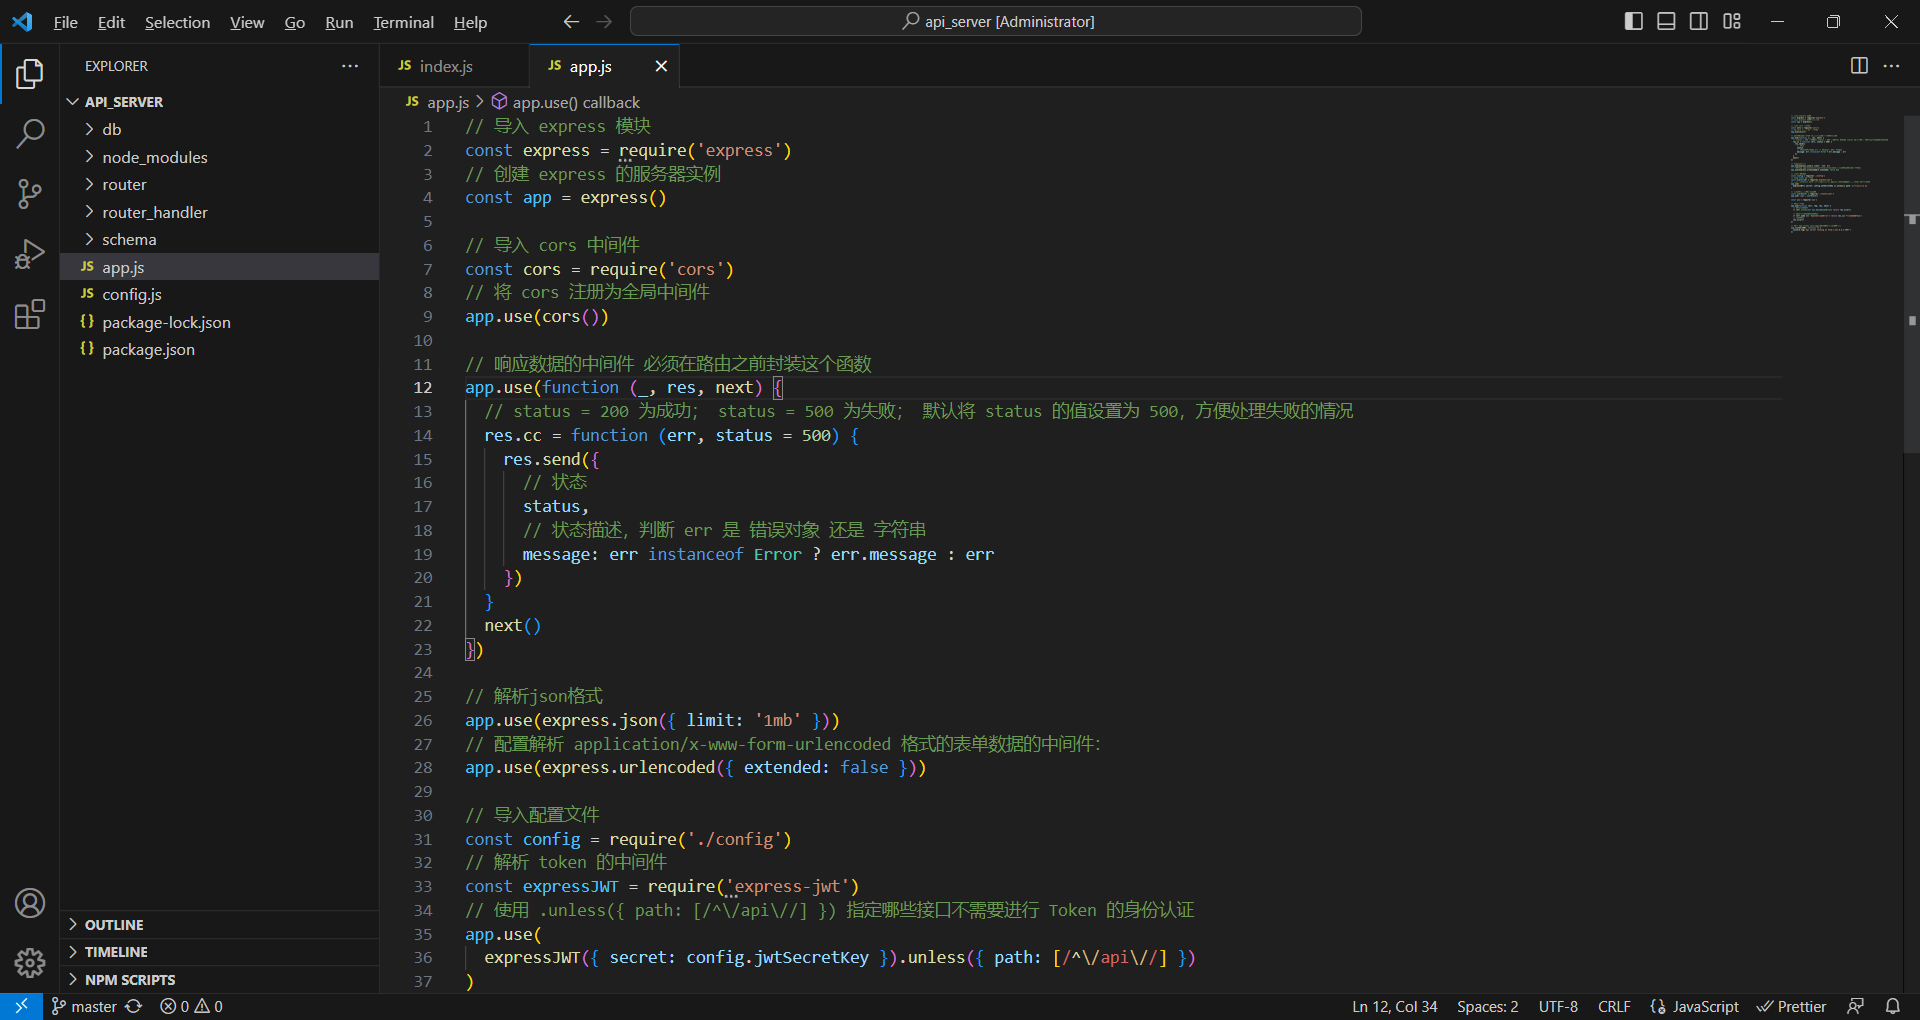 File Edit Selection View Go Run Terminal Help
api_server [Administrator]
EXPLORER
API_SERVER
db
node_modules
router
router_handler
schema
JS app.js
JS config.js
{} package-lock.json
{} package.json
OUTLINE
TIMELINE
NPM SCRIPTS
JS index.js
JS app.js
JS app.js > app.use() callback
1 // 导入 express 模块
2 const express = require('express')
3 // 创建 express 的服务器实例
4 const app = express()
5
6 // 导入 cors 中间件
7 const cors = require('cors')
8 // 将 cors 注册为全局中间件
9 app.use(cors())
10
11 // 响应数据的中间件 必须在路由之前封装这个函数
12 app.use(function (_, res, next) {
13 // status = 200 为成功; status = 500 为失败; 默认将 status 的值设置为 500，方便处理失败的情况
14 res.cc = function (err, status = 500) {
15 res.send({
16 // 状态
17 status,
18 // 状态描述，判断 err 是 错误对象 还是 字符串
19 message: err instanceof Error ? err.message : err
20 })
21 }
22 next()
23 })
24
25 // 解析json格式
26 app.use(express.json({ limit: '1mb' }))
27 // 配置解析 application/x-www-form-urlencoded 格式的表单数据的中间件:
28 app.use(express.urlencoded({ extended: false }))
29
30 // 导入配置文件
31 const config = require('./config')
32 // 解析 token 的中间件
33 const expressJWT = require('express-jwt')
34 // 使用 .unless({ path: [/^\/api\//] }) 指定哪些接口不需要进行 Token 的身份认证
35 app.use(
36 expressJWT({ secret: config.jwtSecretKey }).unless({ path: [/^\/api\//] })
37 )
master 0 0
Ln 12, Col 34 Spaces: 2 UTF-8 CRLF {} JavaScript Prettier